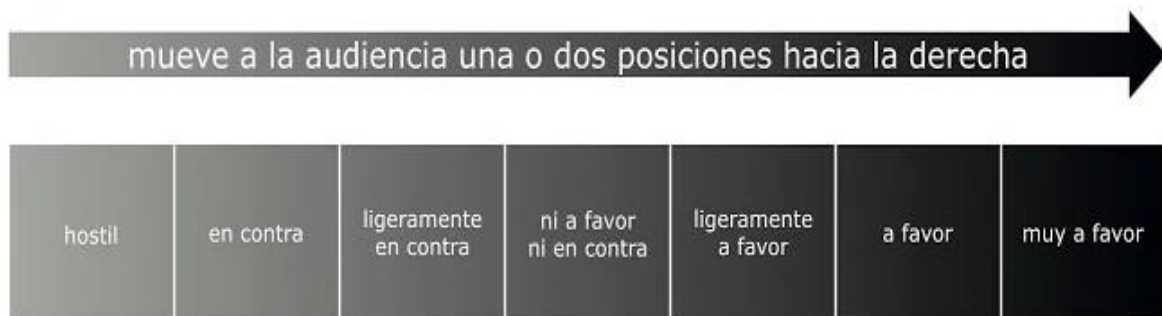 mueve a la audiencia una o dos posiciones hacia la derecha
hostil
en contra
ligeramente
en contra
ni a favor
ni en contra
ligeramente
a favor
a favor
muy a favor